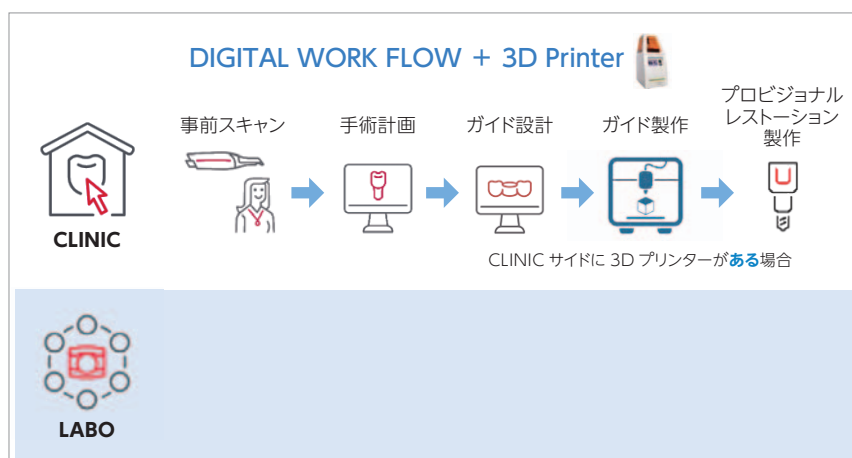 DIGITAL WORK FLOW + 3D Printer
事前スキャン
手術計画
ガイド設計
ガイド製作
プロビジョナル
レストーション
製作
CLINIC
CLINIC サイドに 3D プリンターがある場合
LABO